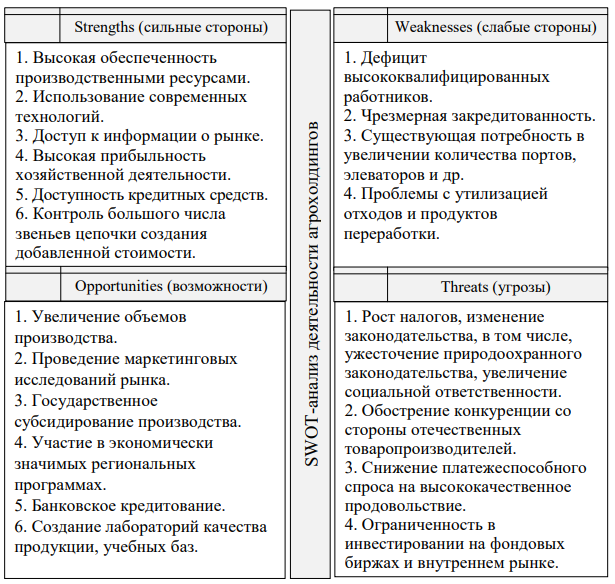 Strengths (сильные стороны)
1. Высокая обеспеченность
производственными ресурсами.
2. Использование современных
технологий.
3. Доступ к информации о рынке.
4. Высокая прибыльность
хозяйственной деятельности.
5. Доступность кредитных средств.
6. Контроль большого числа
звеньев цепочки создания
добавленной стоимости.
SWOT-анализ деятельности агрохолдингов
Weaknesses (слабые стороны)
1. Дефицит
высококвалифицированных
работников.
2. Чрезмерная закредитованность.
3. Существующая потребность в
увеличении количества портов,
элеваторов и др.
4. Проблемы с утилизацией
отходов и продуктов
переработки.
Opportunities (возможности)
1. Увеличение объемов
производства.
2. Проведение маркетинговых
исследований рынка.
3. Государственное
субсидирование производства.
4. Участие в экономически
значимых региональных
программах.
5. Банковское кредитование.
6. Создание лабораторий качества
продукции, учебных баз.
Threats (угрозы)
1. Рост налогов, изменение
законодательства, в том числе,
ужесточение природоохранного
законодательства, увеличение
социальной ответственности.
2. Обострение конкуренции со
стороны отечественных
товаропроизводителей.
3. Снижение платежеспособного
спроса на высококачественное
продовольствие.
4. Ограниченность в
инвестировании на фондовых
биржах и внутреннем рынке.